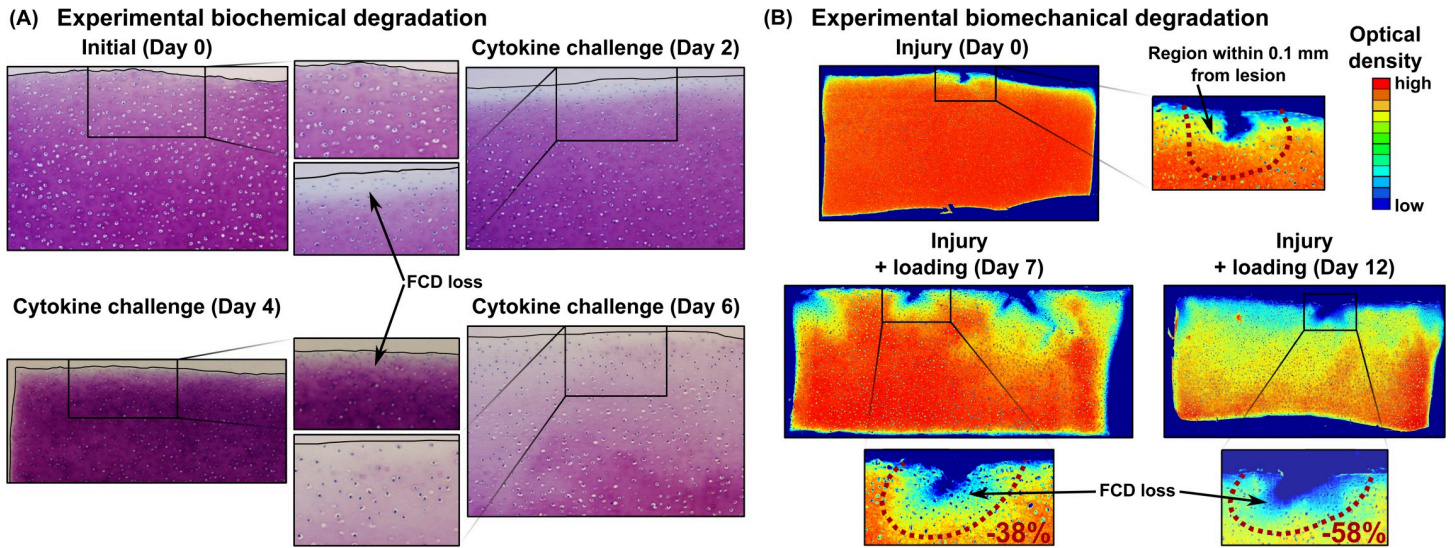 (A) Experimental biochemical degradation
Initial (Day 0)
Cytokine challenge (Day 2)
FCD loss
Cytokine challenge (Day 4)
Cytokine challenge (Day 6)
(B) Experimental biomechanical degradation
Injury (Day 0)
Region within 0.1 mm
from lesion
Optical
density
high
low
Injury
+ loading (Day 7)
Injury
+ loading (Day 12)
FCD loss
-38%
-58%